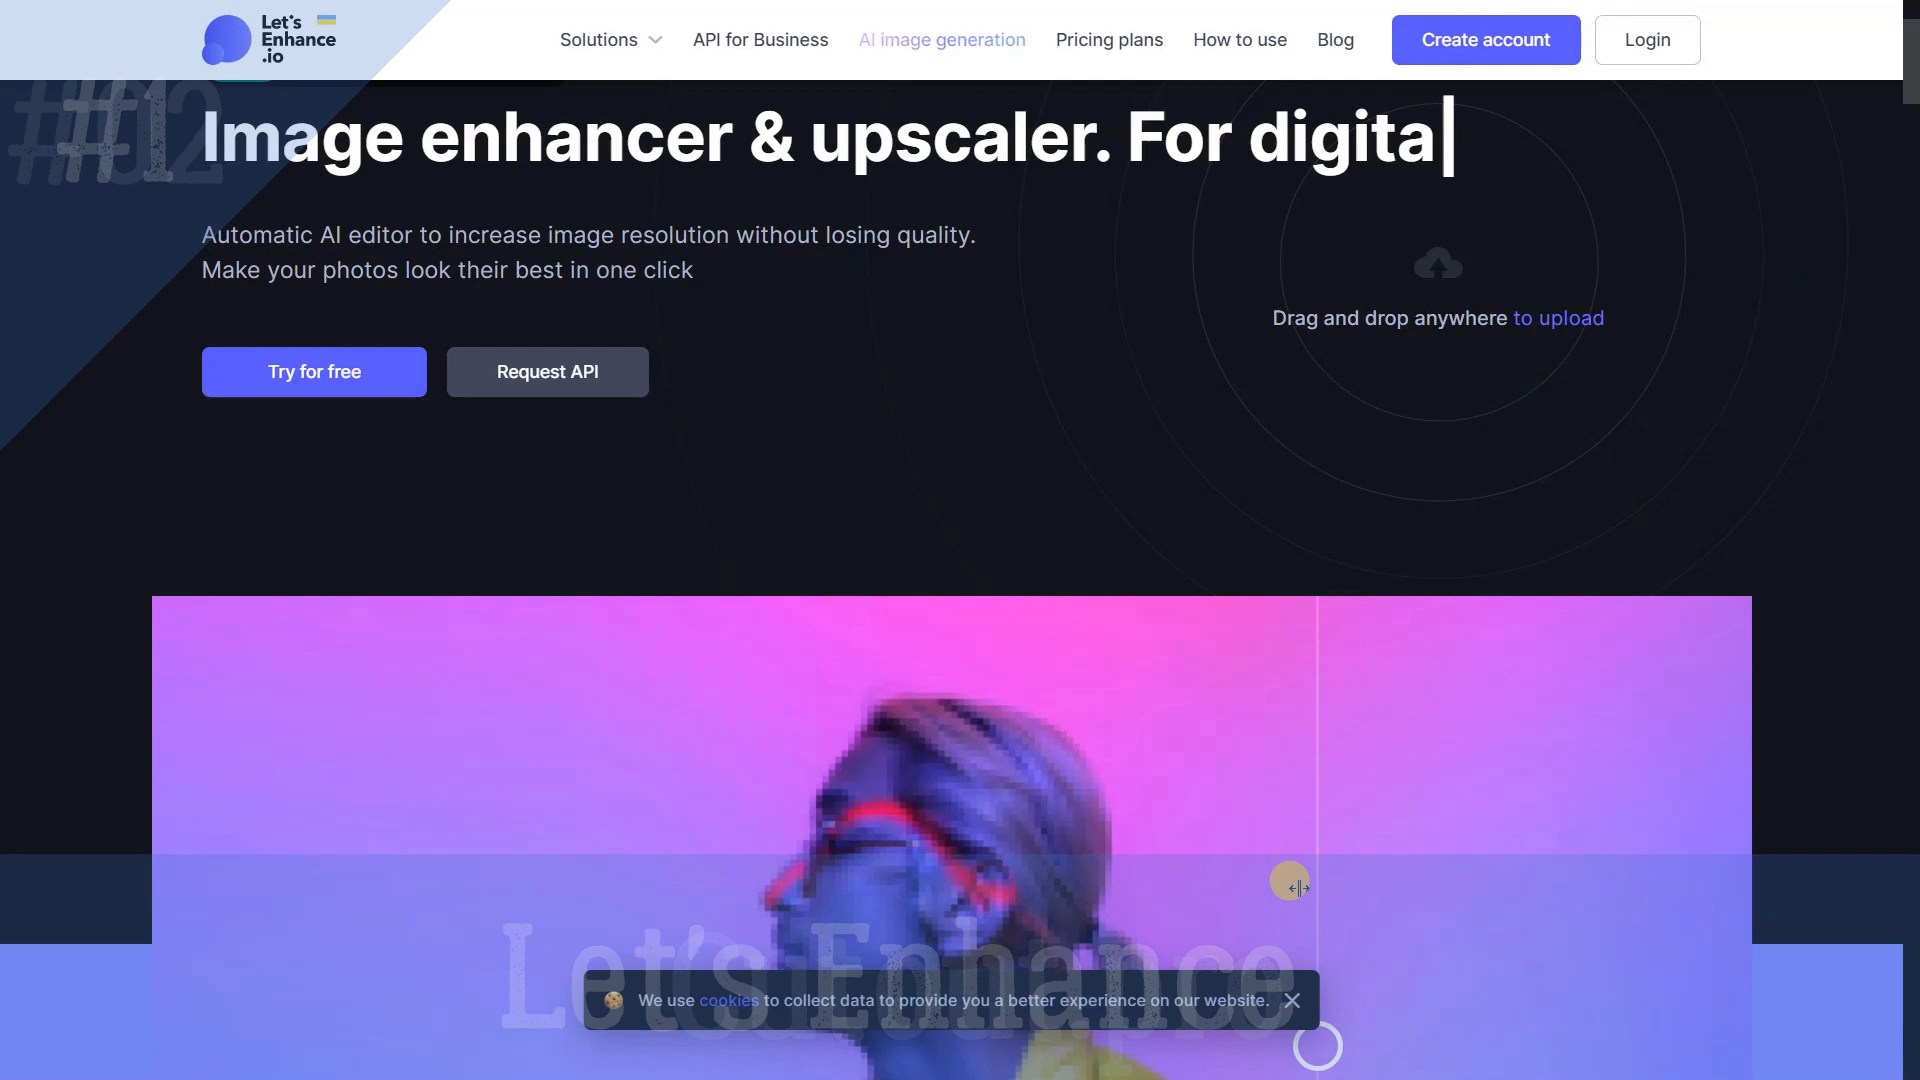 Let's
Enhance
.io
Solutions
API for Business
AI image generation
Pricing plans
How to use
Blog
Create account
Login
Image enhancer & upscaler. For digita
Automatic AI editor to increase image resolution without losing quality.
Make your photos look their best in one click
Try for free
Request API
Drag and drop anywhere to upload
Let's Enhance
We use cookies to collect data to provide you a better experience on our website.